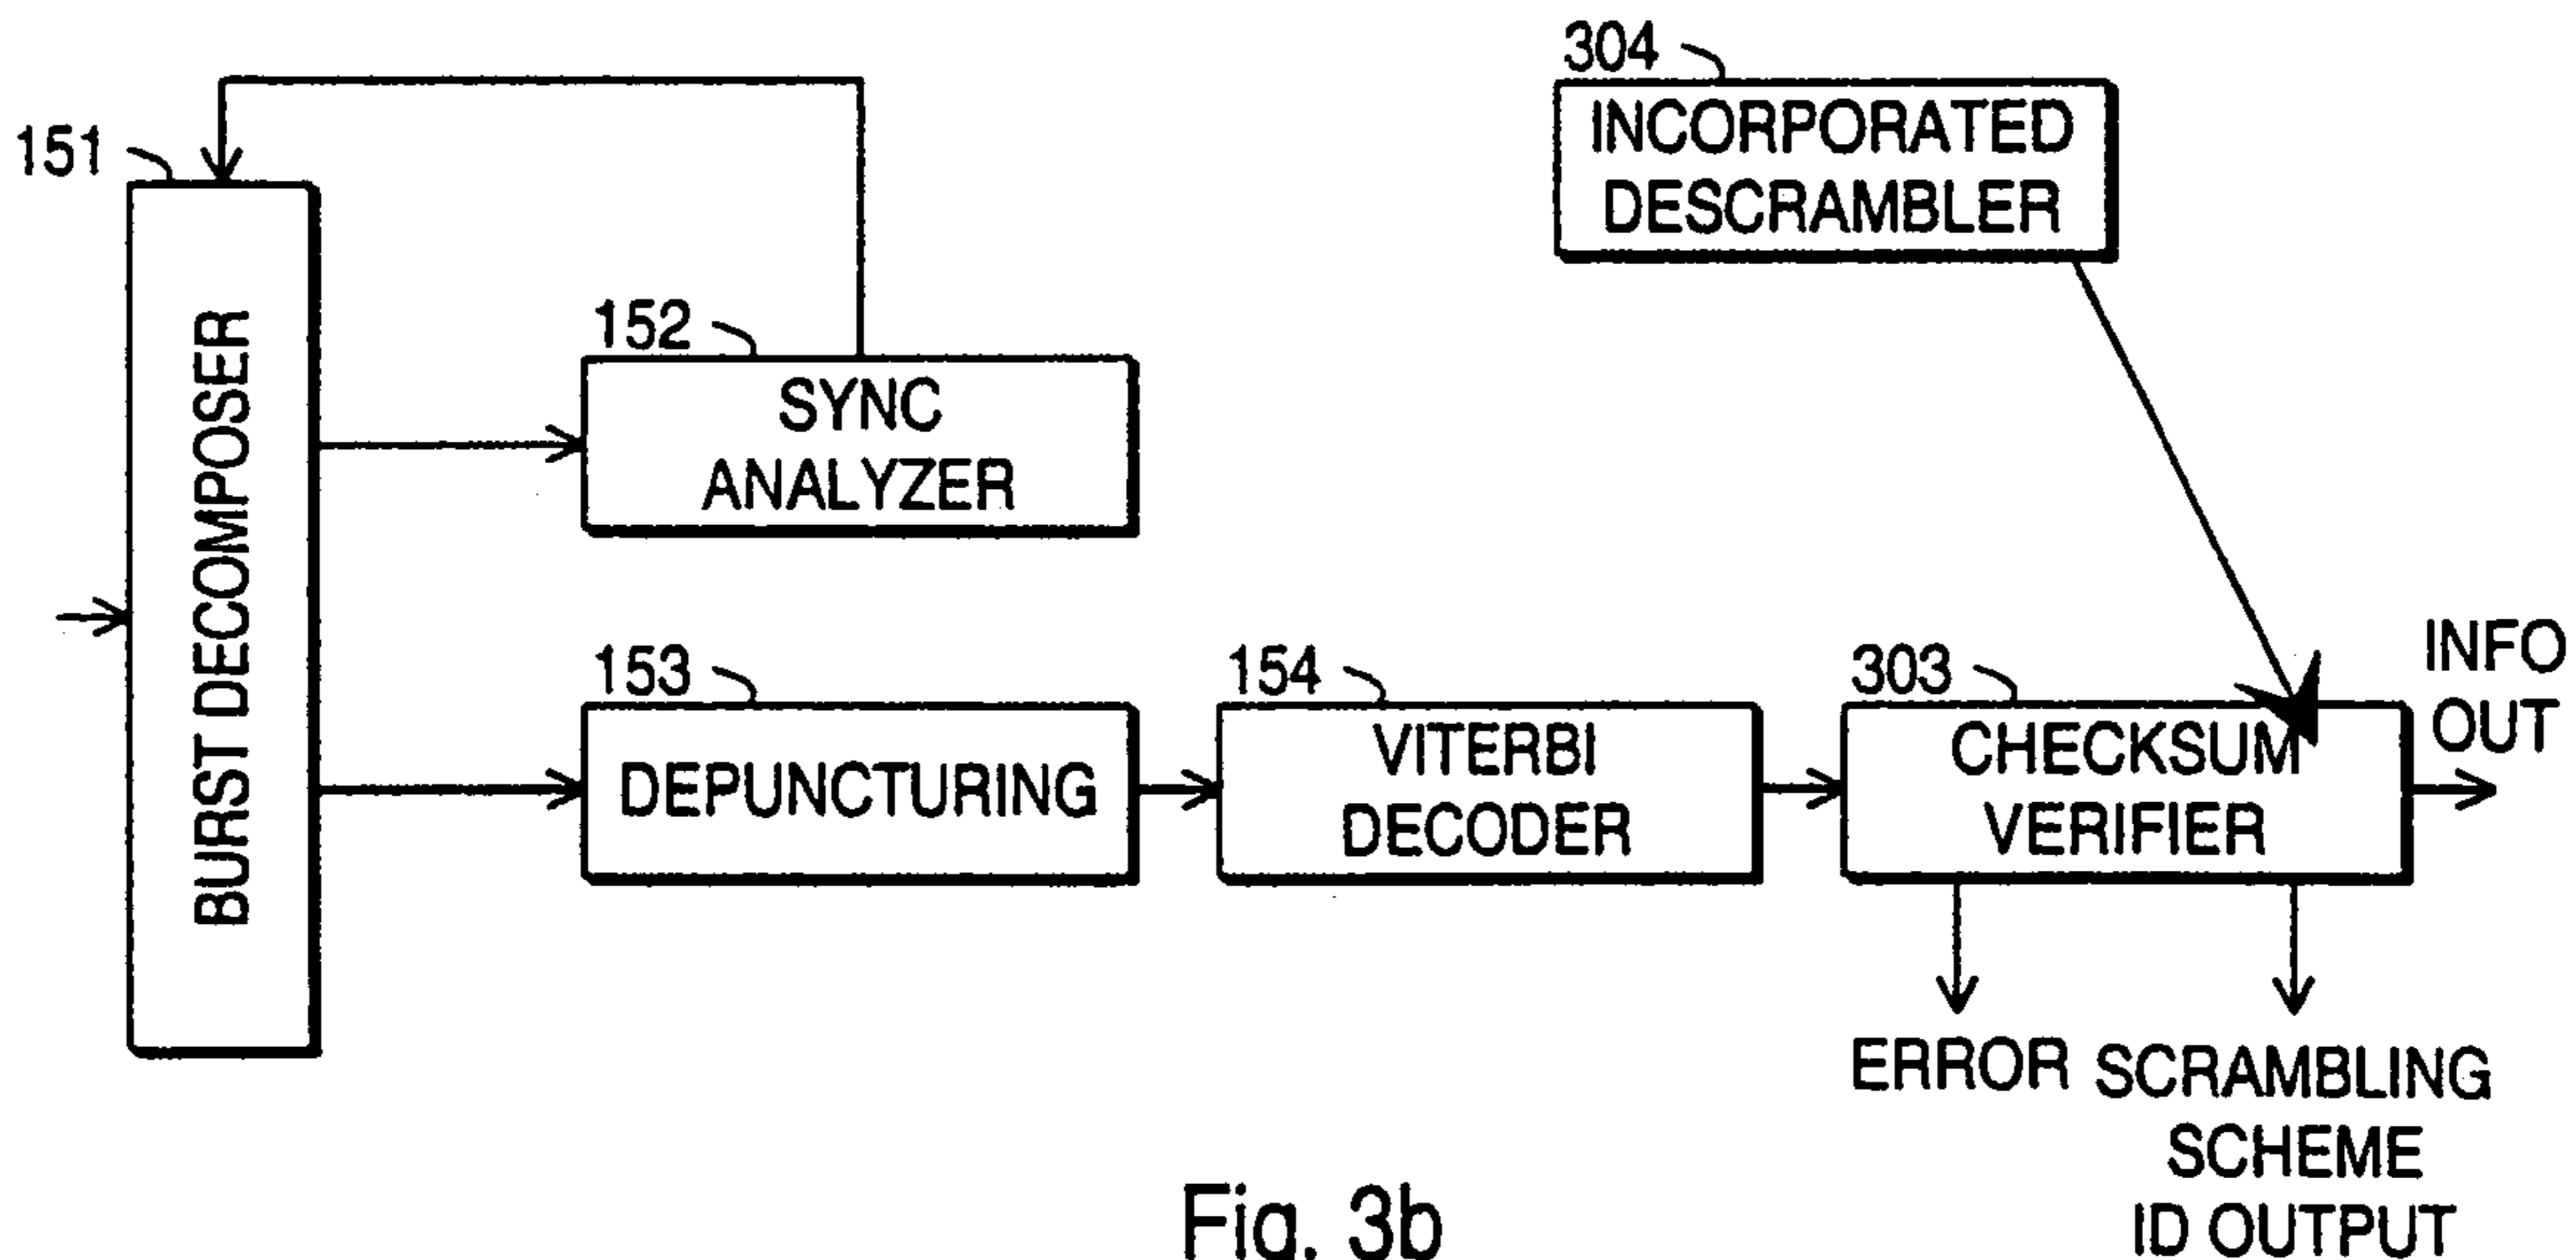 304
INCORPORATED
DESCRAMBLER
151
BURST DECOMPOSER
152
SYNC
ANALYZER
153
DEPUNCTURING
154
VITERBI
DECODER
303
CHECKSUM
VERIFIER
INFO
OUT
ERROR
SCRAMBLING
SCHEME
ID OUTPUT
Fig. 3b